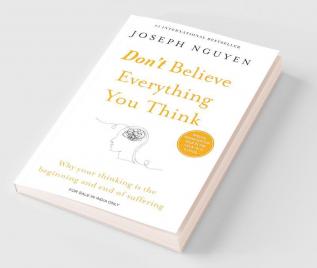 #1 INTERNATIONAL BESTSELLER
JOSEPH NGUYEN
Don't Believe
Everything
You Think
Why your thinking is the
beginning and end of suffering
FOR SALE IN INDIA ONLY